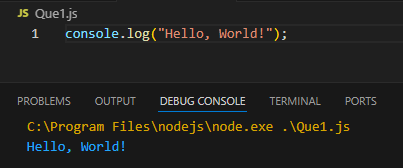 JS Que1.js
1 console.log("Hello, World!");
PROBLEMS OUTPUT DEBUG CONSOLE TERMINAL PORTS
C:\Program Files\nodejs\node.exe .\Que1.js
Hello, World!